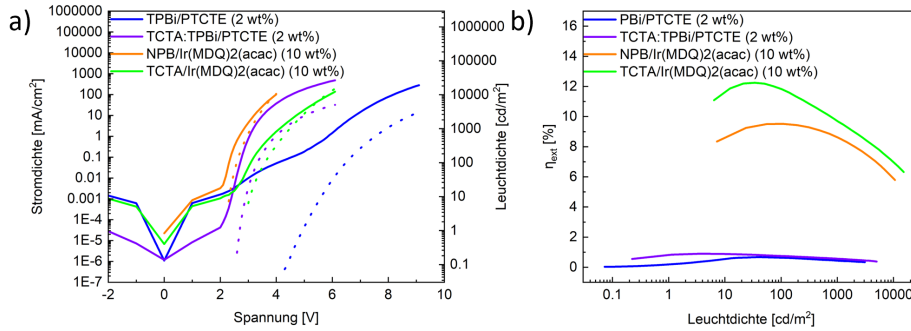 a)
TPBi/PTCTE (2 wt%)
TCTA:TPBi/PTCTE (2 wt%)
NPB/Ir(MDQ)2(acac) (10 wt%)
TCTA/Ir(MDQ)2(acac) (10 wt%)
Stromdichte [mA/cm²]
1000000
100000
10000
1000
100
10
1
0.1
0.01
0.001
1E-4
1E-5
1E-6
1E-7
-2
0
2
4
6
8
10
Spannung [V]
100000
10000
1000
100
10
1
0.1
Leuchtdichte [cd/m²]
b)
PBi/PTCTE (2 wt%)
TCTA:TPBi/PTCTE (2 wt%)
NPB/Ir(MDQ)2(acac) (10 wt%)
TCTA/Ir(MDQ)2(acac) (10 wt%)
η_ext [%]
16
14
12
10
8
6
4
2
0
0.1
1
10
100
1000
10000
Leuchtdichte [cd/m²]